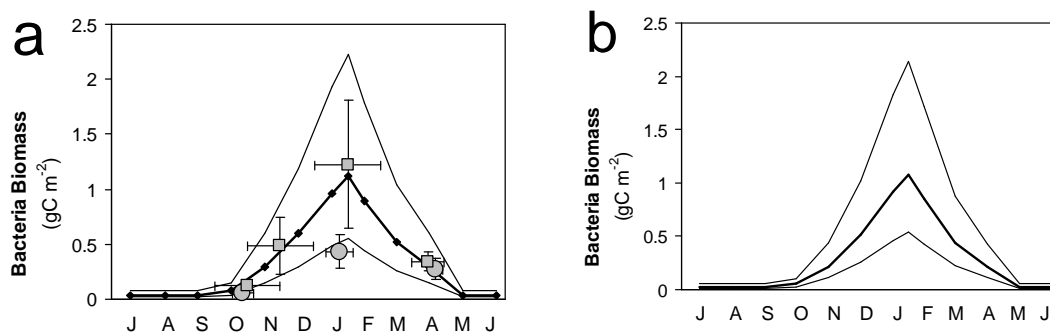 a
Bacteria Biomass
(gC m-2)
2.5
2
1.5
1
0.5
0
J A S O N D J F M A M J
b
Bacteria Biomass
(gC m-2)
2.5
2
1.5
1
0.5
0
J A S O N D J F M A M J